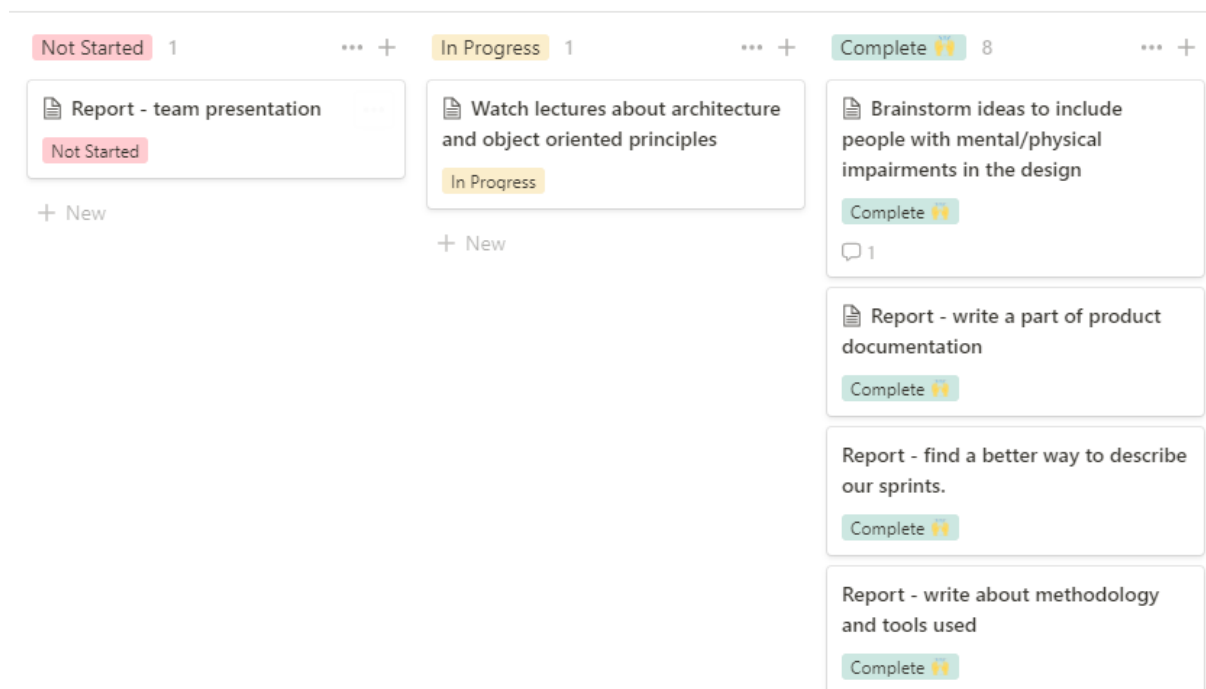 Not Started 1
Report - team presentation
Not Started
+ New
In Progress 1
Watch lectures about architecture
and object oriented principles
In Progress
+ New
Complete 🙌 8
Brainstorm ideas to include
people with mental/physical
impairments in the design
Complete 🙌
1
Report - write a part of product
documentation
Complete 🙌
Report - find a better way to describe
our sprints.
Complete 🙌
Report - write about methodology
and tools used
Complete 🙌